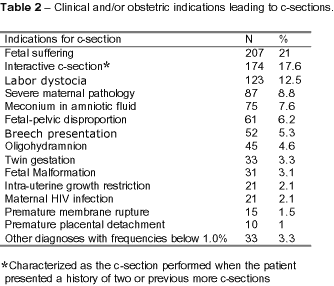 Table 2 – Clinical and/or obstetric indications leading to c-sections.
Indications for c-section N %
Fetal suffering 207 21
Interactive c-section* 174 17.6
Labor dystocia 123 12.5
Severe maternal pathology 87 8.8
Meconium in amniotic fluid 75 7.6
Fetal-pelvic disproportion 61 6.2
Breech presentation 52 5.3
Oligohydramnion 45 4.6
Twin gestation 33 3.3
Fetal Malformation 31 3.1
Intra-uterine growth restriction 21 2.1
Maternal HIV infection 21 2.1
Premature membrane rupture 15 1.5
Premature placental detachment 10 1
Other diagnoses with frequencies below 1.0% 33 3.3
*Characterized as the c-section performed when the patient
presented a history of two or previous more c-sections